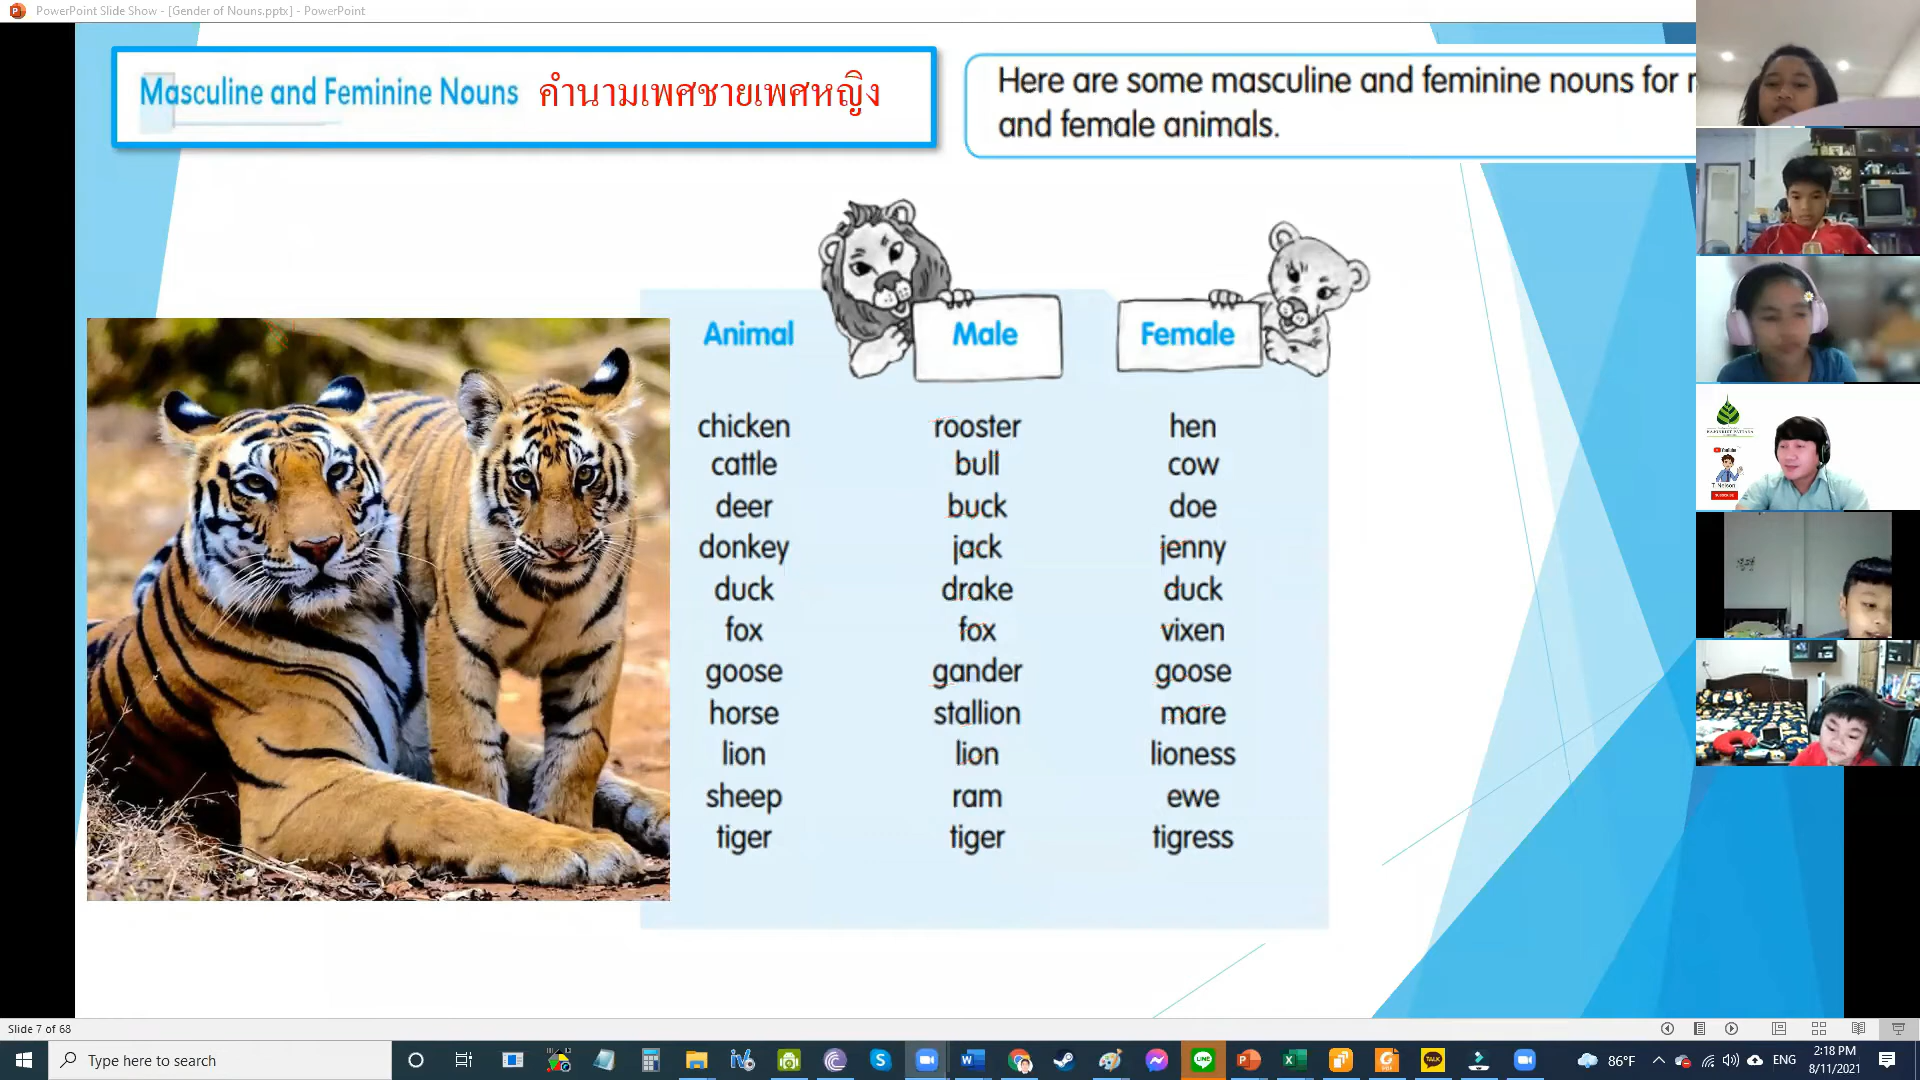 PowerPoint Slide Show - [Gender of Nouns.pptx] - PowerPoint
Masculine and Feminine Nouns คำนามเพศชายเพศหญิง
Here are some masculine and feminine nouns for
and female animals.
Animal Male Female
chicken rooster hen
cattle bull cow
deer buck doe
donkey jack jenny
duck drake duck
fox fox vixen
goose gander goose
horse stallion mare
lion lion lioness
sheep ram ewe
tiger tiger tigress
YouTube
T. Nelson
SUBSCRIBE
Slide 7 of 68
Type here to search
TALK
86°F
ENG
2:18 PM
8/11/2021